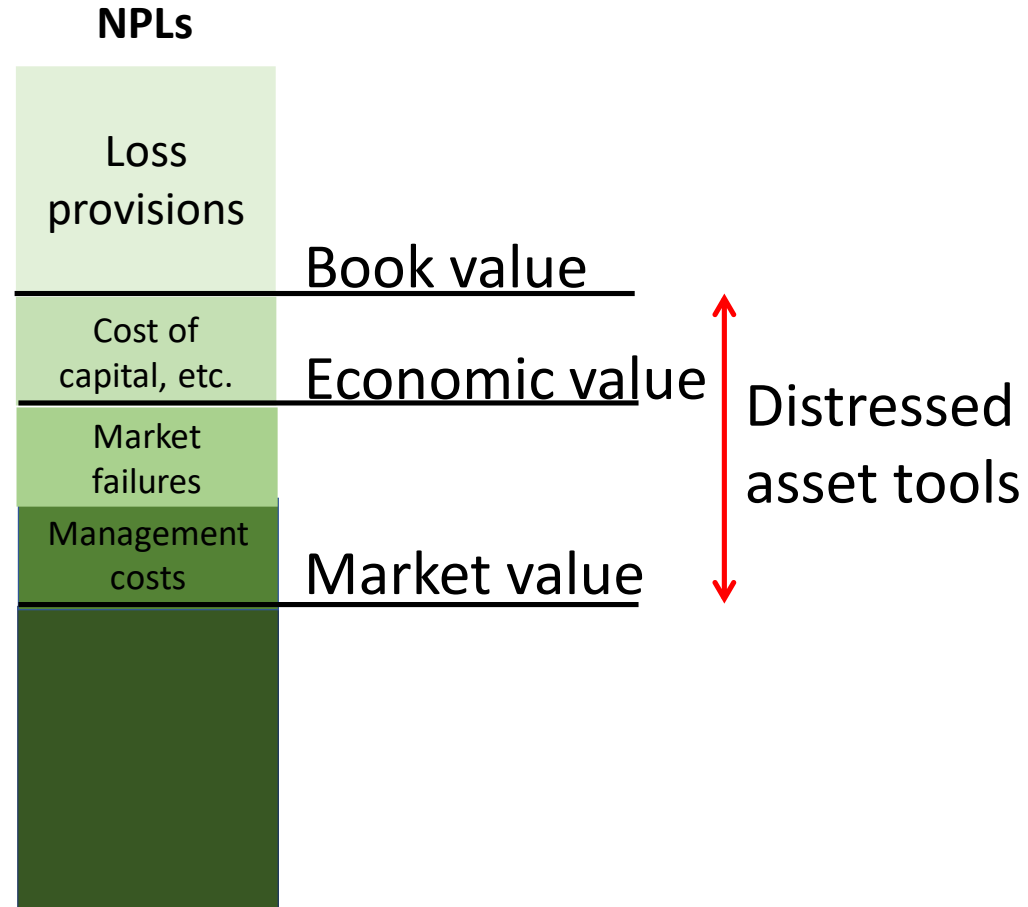 NPLs
Loss
provisions
Book value
Cost of
capital, etc.
Economic value
Market
failures
Management
costs
Market value
Distressed
asset tools